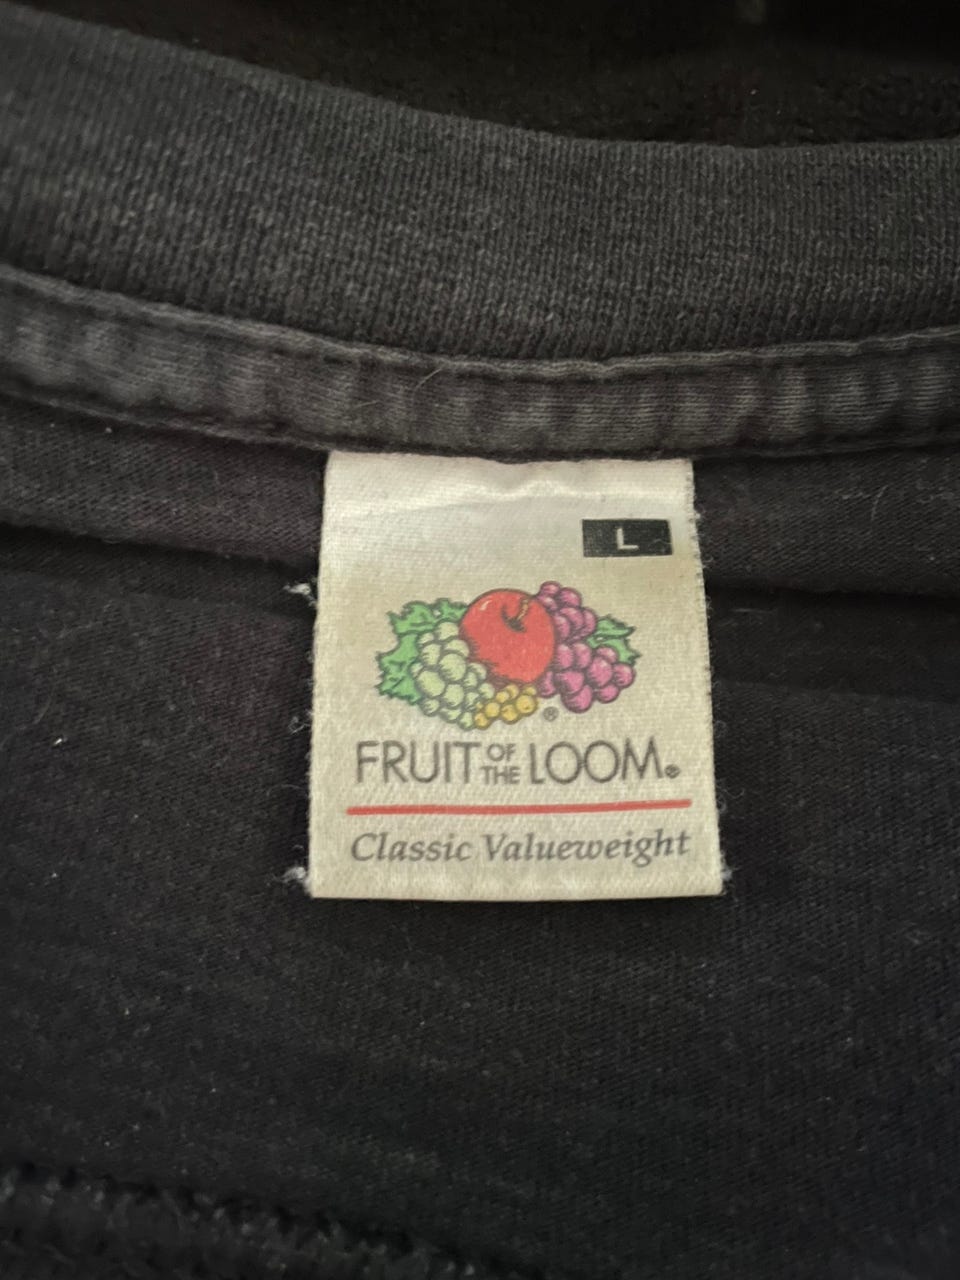 L
®
FRUIT OF THE LOOM®
Classic Valueweight